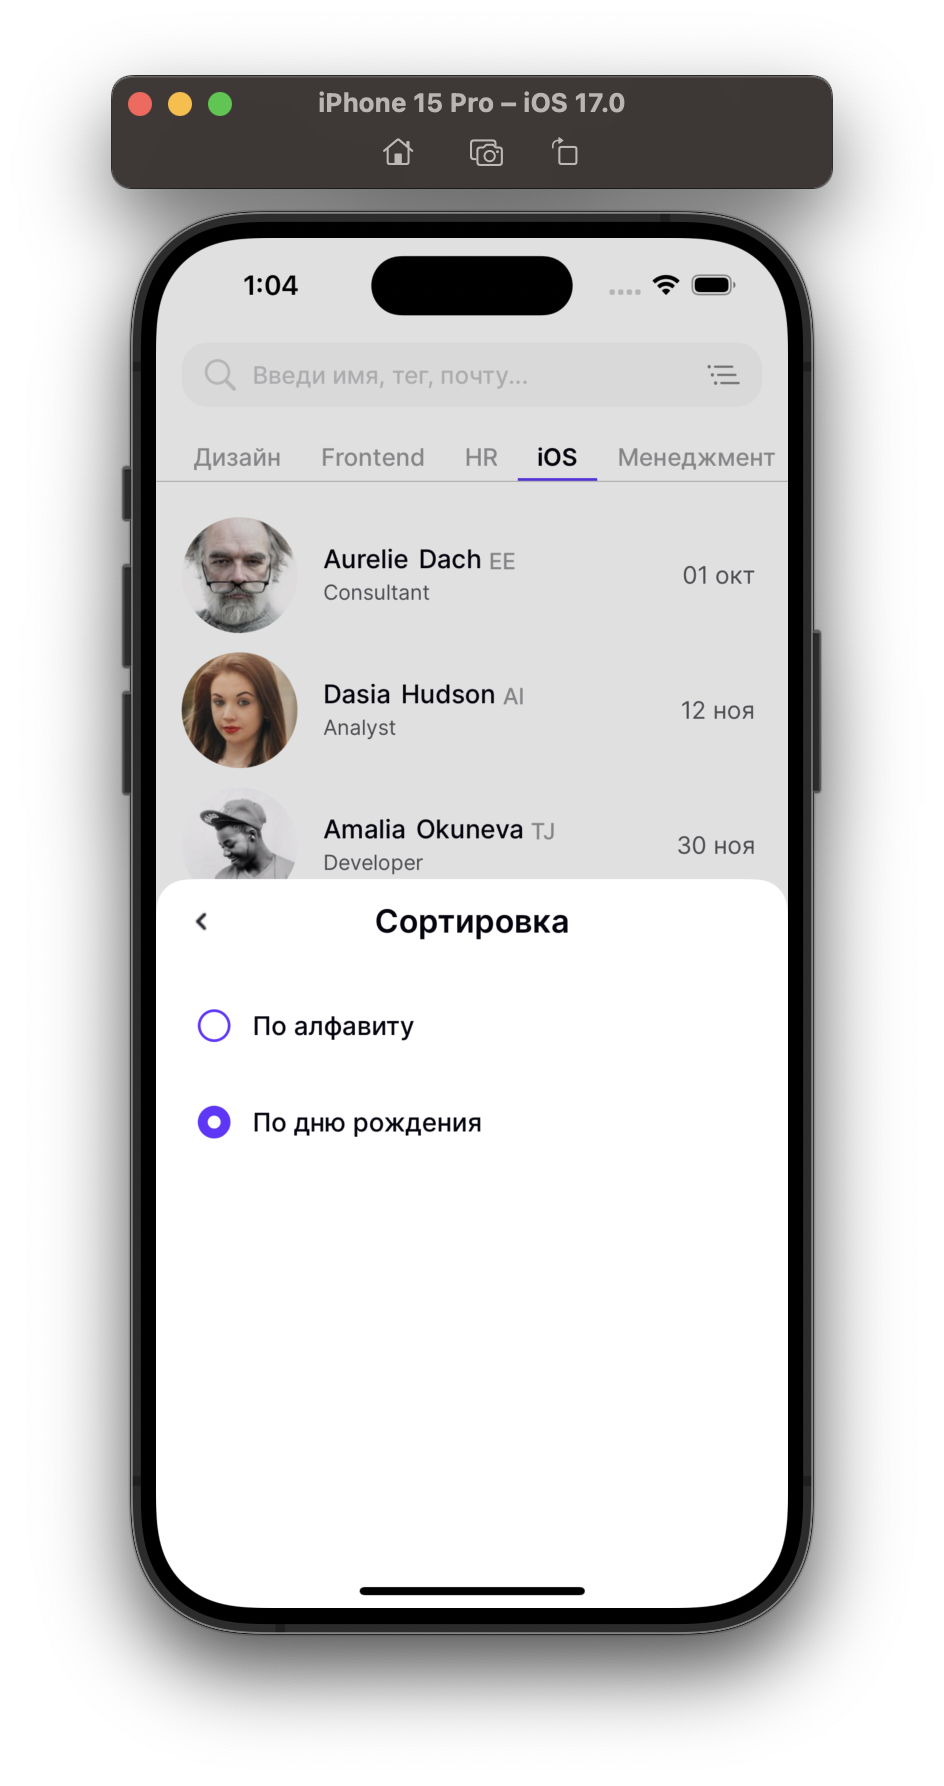 iPhone 15 Pro – iOS 17.0
1:04
Введи имя, тег, почту...
Дизайн Frontend HR iOS Менеджмент
Aurelie Dach EE
Consultant
01 окт
Dasia Hudson AI
Analyst
12 ноя
Amalia Okuneva TJ
Developer
30 ноя
Сортировка
По алфавиту
По дню рождения